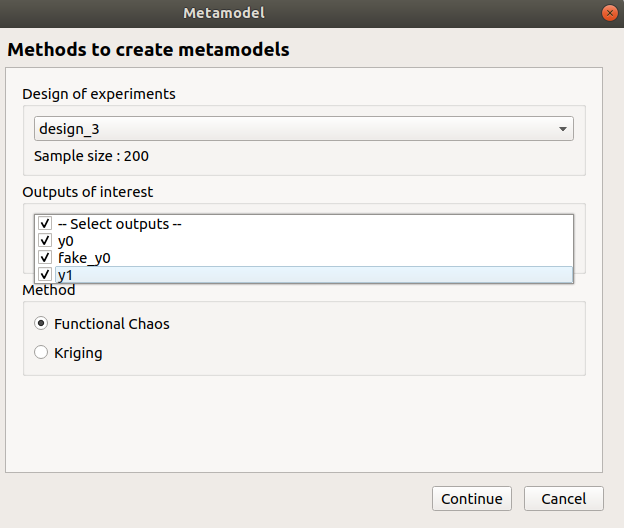 Metamodel
Methods to create metamodels
Design of experiments
design_3
Sample size : 200
Outputs of interest
-- Select outputs --
y0
fake_y0
y1
Method
Functional Chaos
Kriging
Continue
Cancel